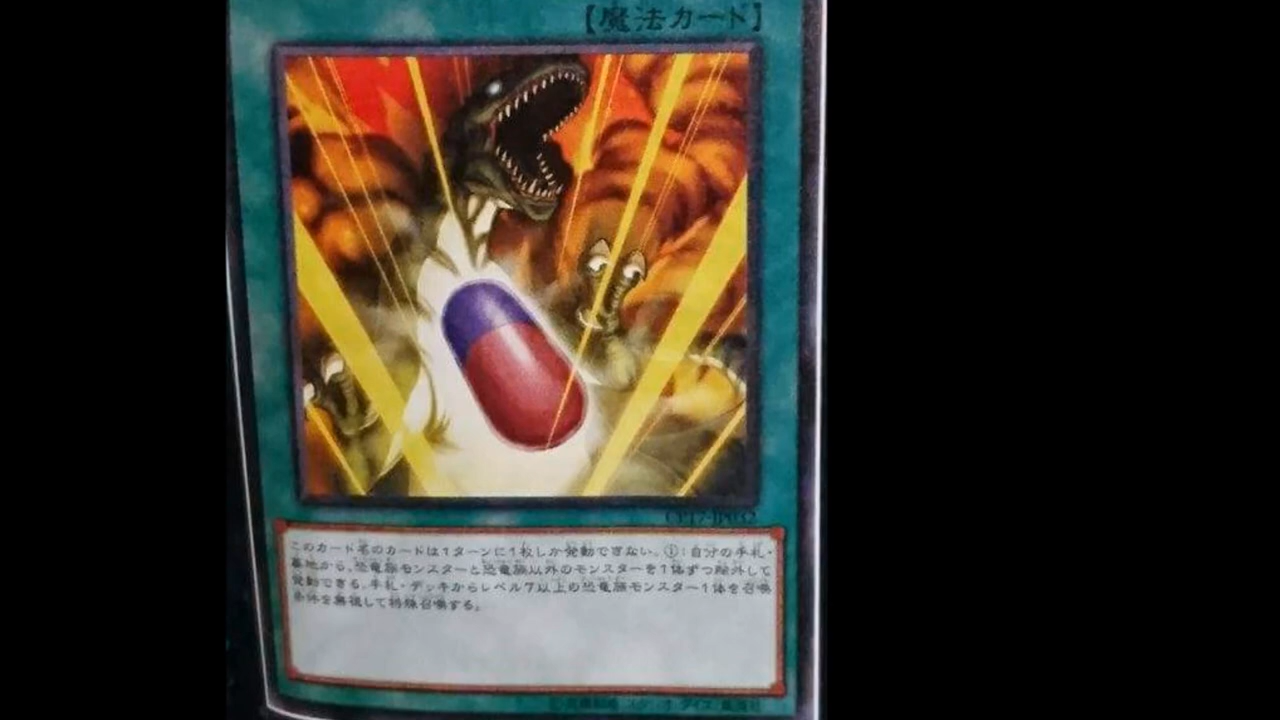 【魔法カード】
CP17-JP032
このカード名のカードは1ターンに1枚しか発動できない。①:自分の手札・
墓地から、恐竜族モンスターと恐竜族以外のモンスターを1体ずつ除外して
発動できる。手札・デッキからレベル7以上の恐竜族モンスター1体を召喚
条件を無視して特殊召喚する。